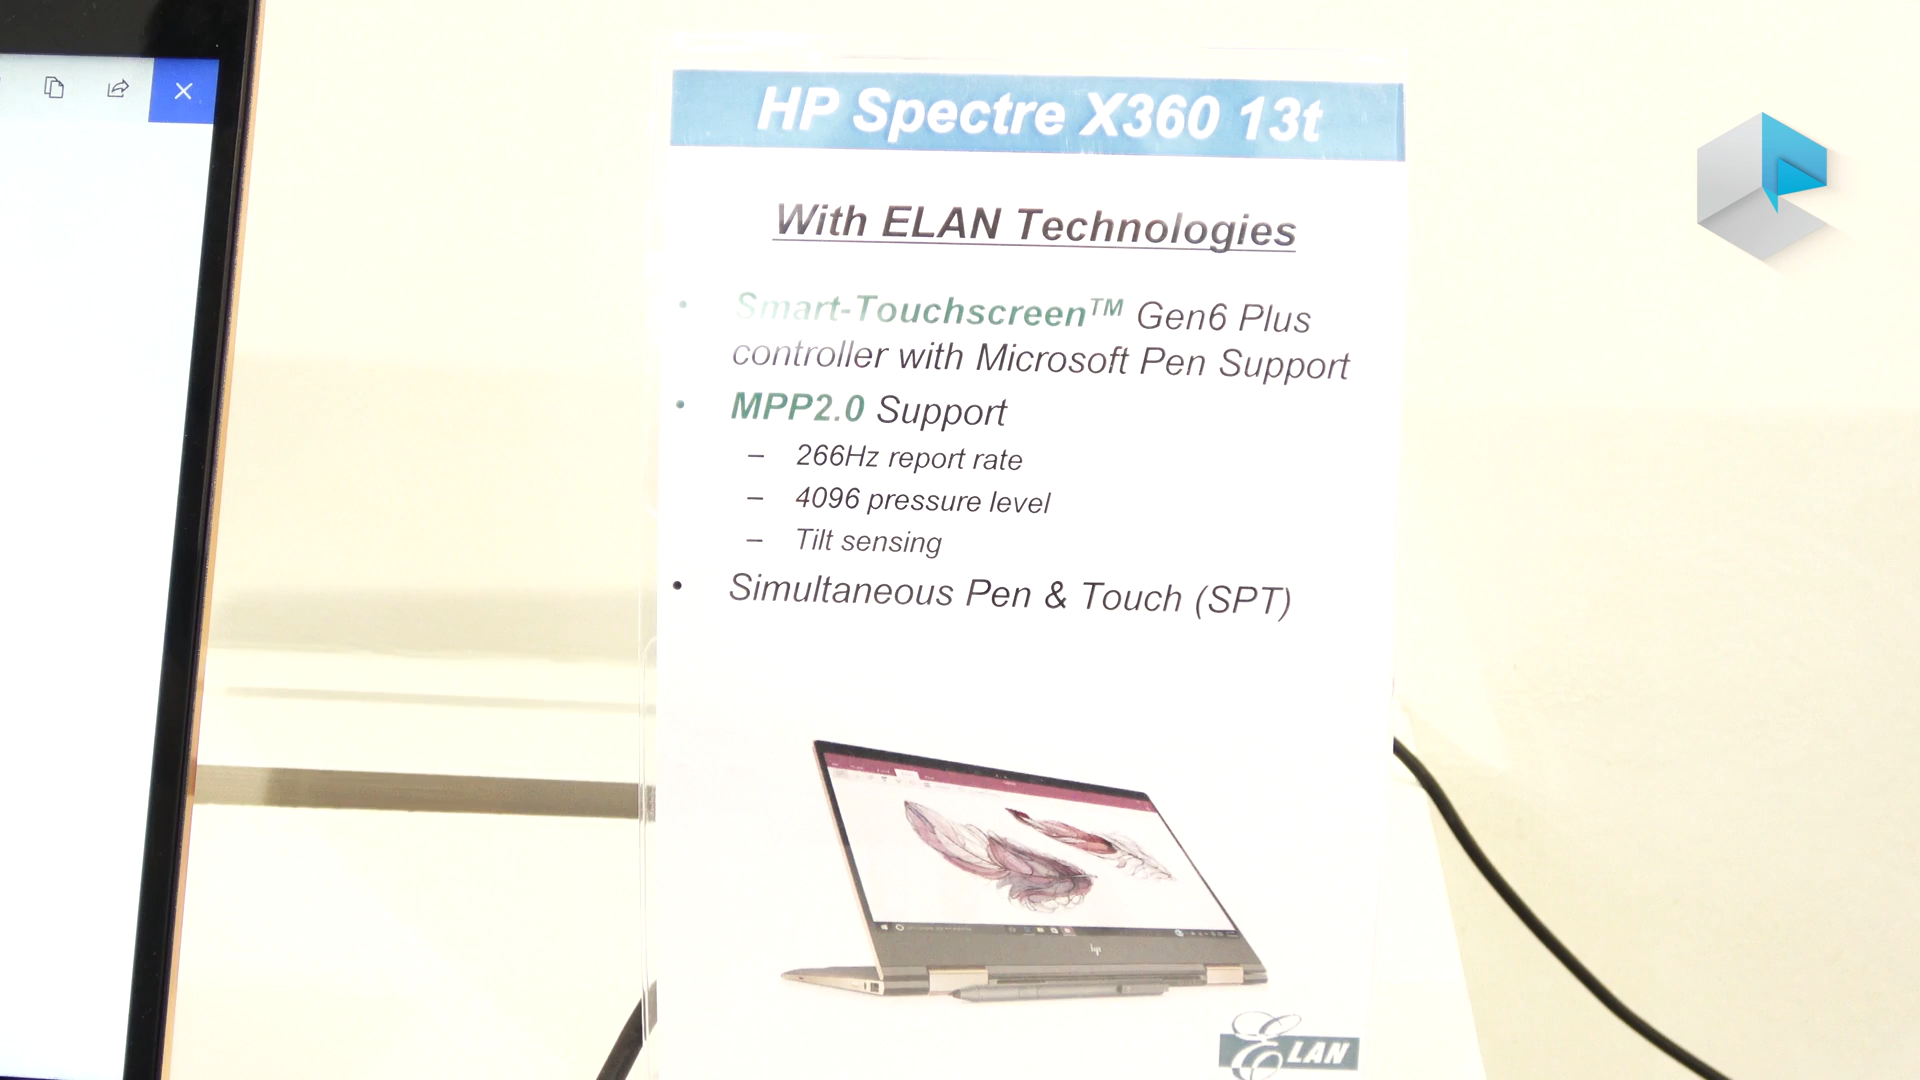 HP Spectre X360 13t
With ELAN Technologies
• Smart-Touchscreen™ Gen6 Plus
controller with Microsoft Pen Support
• MPP2.0 Support
– 266Hz report rate
– 4096 pressure level
– Tilt sensing
• Simultaneous Pen & Touch (SPT)
hp
ELAN